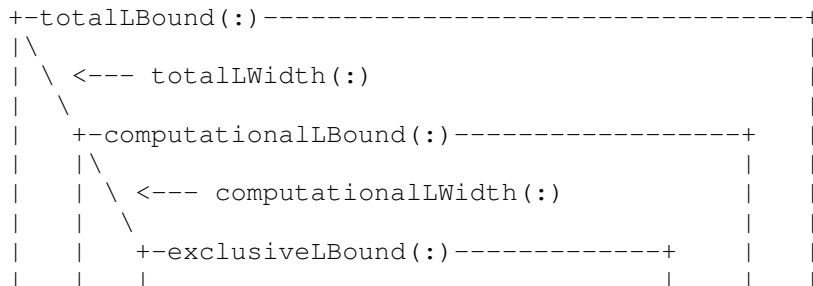 +-totalLBound(:)----------------------------------+
|\                                                |
| \ <--- totalLWidth(:)                           |
|  \                                              |
|   +-computationalLBound(:)------------------+   |
|   |\                                        |   |
|   | \ <--- computationalLWidth(:)           |   |
|   |  \                                      |   |
|   |   +-exclusiveLBound(:)-------------+    |   |
|   |   |                                |    |   |